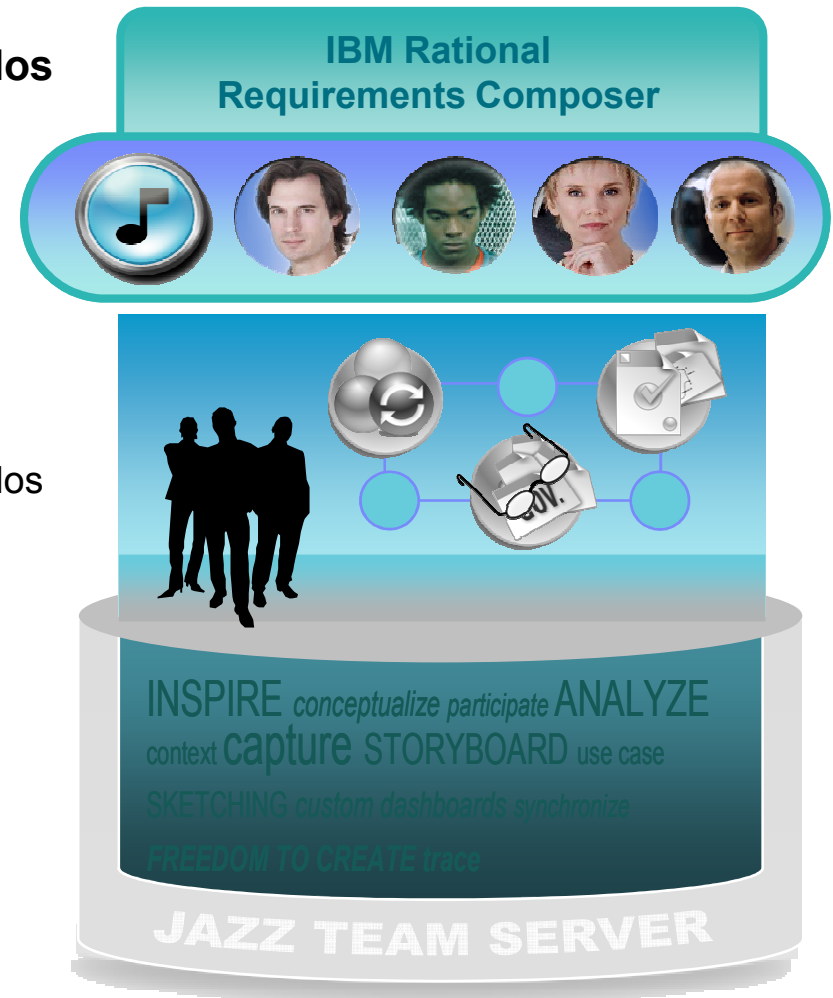 los
IBM Rational
Requirements Composer
los
GOV.
INSPIRE conceptualize participate ANALYZE
context capture STORYBOARD use case
SKETCHING custom dashboards synchronize
FREEDOM TO CREATE trace
JAZZ TEAM SERVER